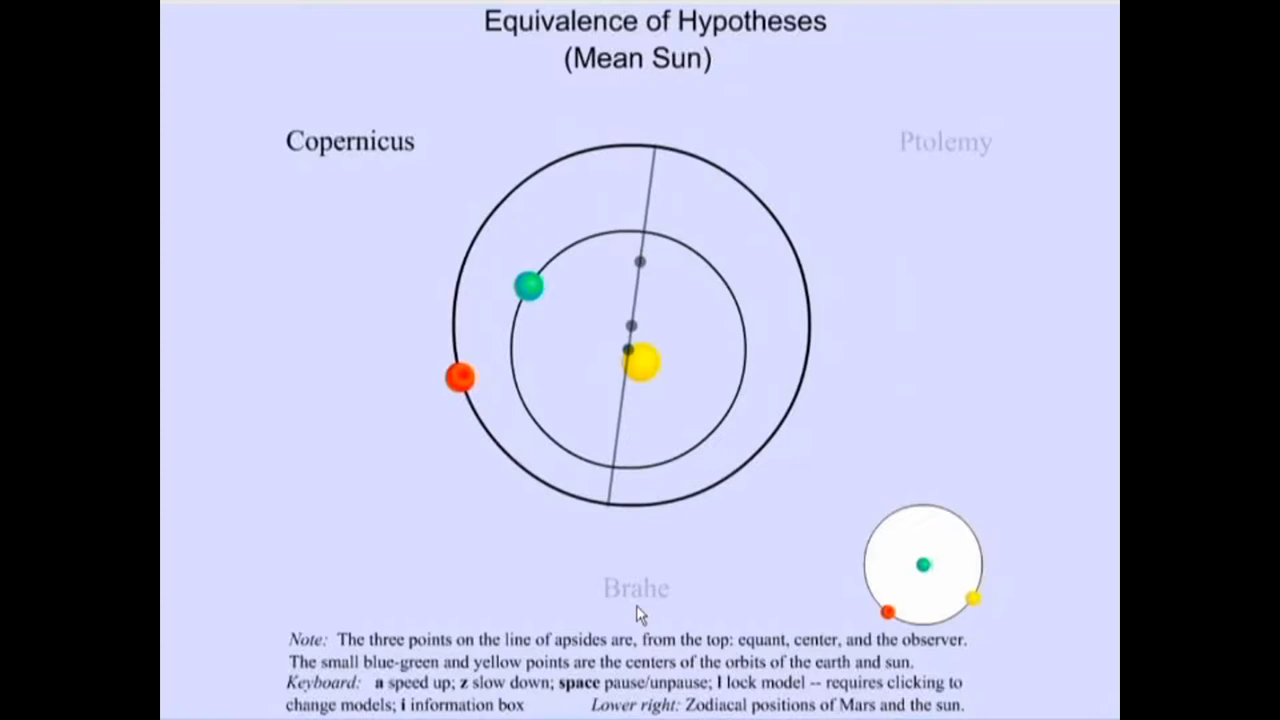 Equivalence of Hypotheses
(Mean Sun)
Copernicus
Ptolemy
Brahe
Note: The three points on the line of apsides are, from the top: equant, center, and the observer.
The small blue-green and yellow points are the centers of the orbits of the earth and sun.
Keyboard: a speed up; z slow down; space pause/unpause; l lock model -- requires clicking to
change models; i information box Lower right: Zodiacal positions of Mars and the sun.